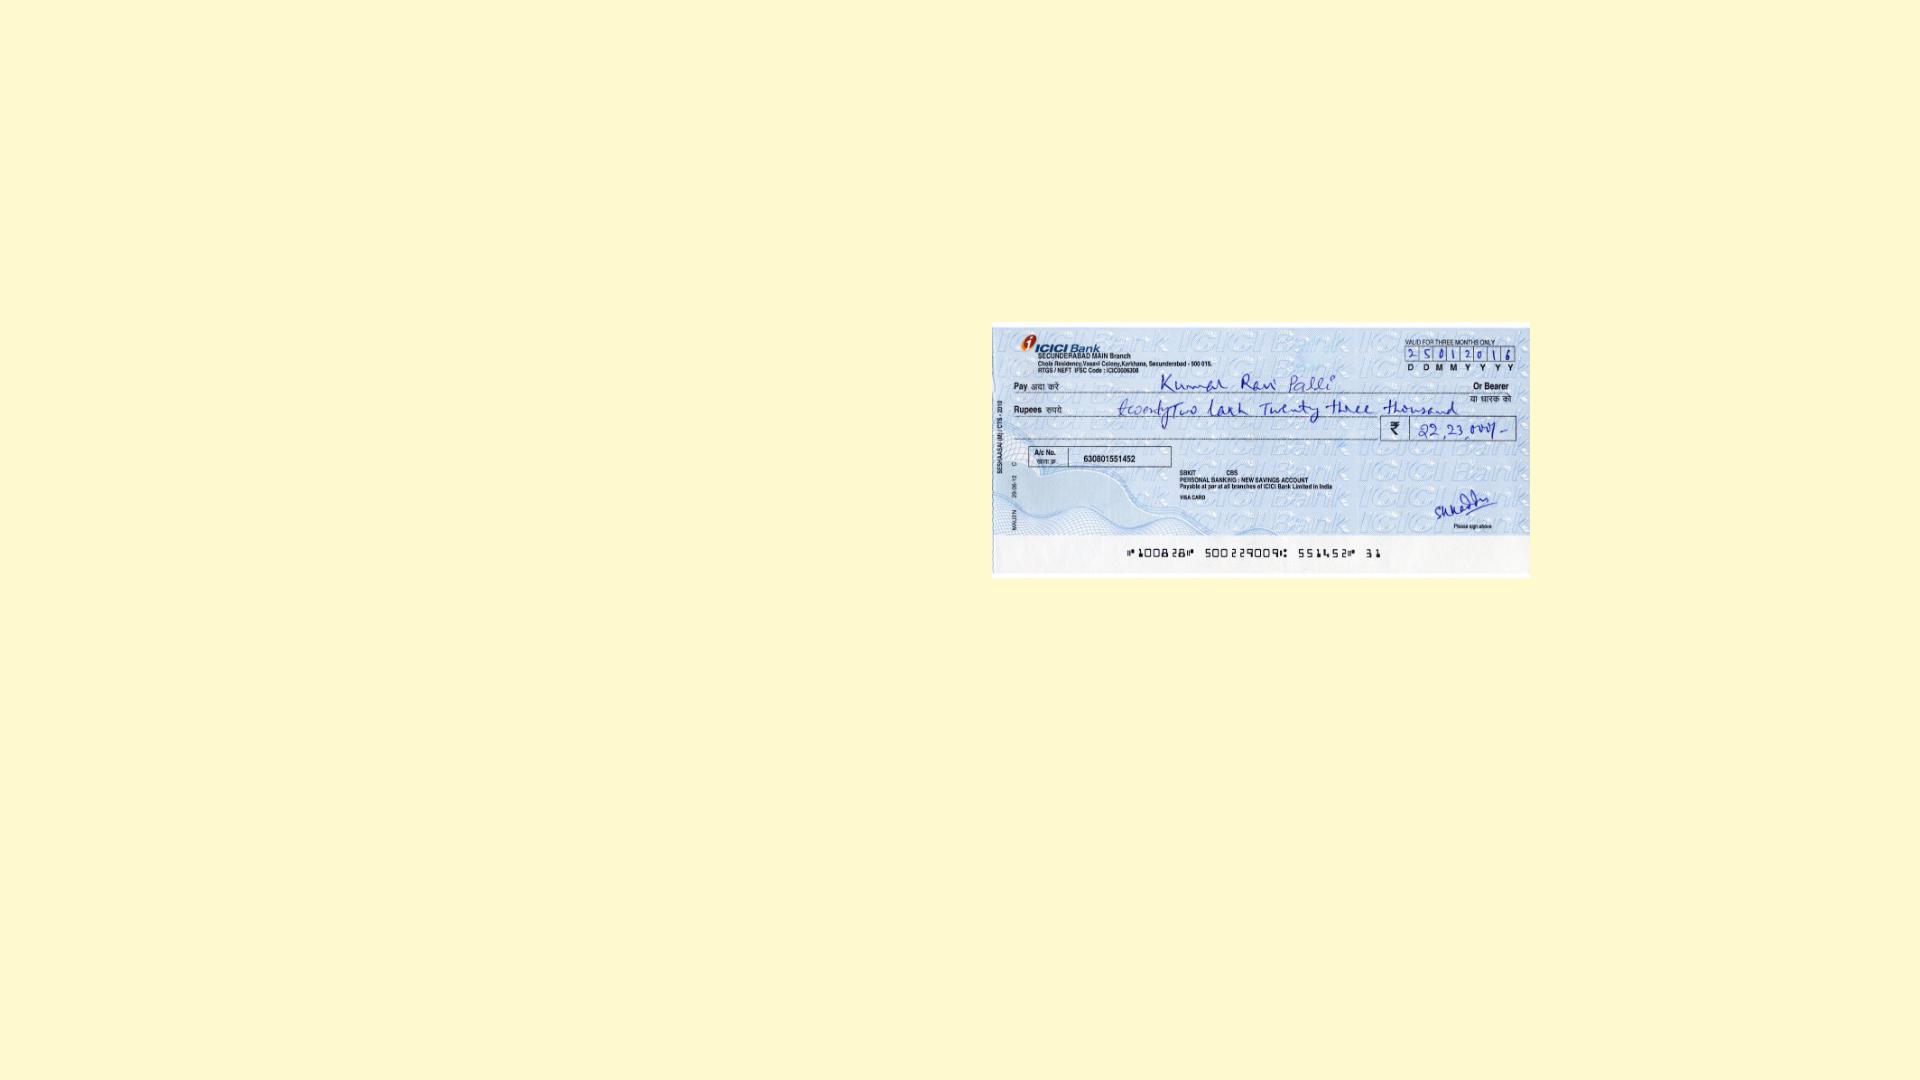 ICICI Bank
SECUNDERABAD MAIN Branch
Chola Residency,Vasavi Colony,Karkhana, Secunderabad - 500 015.
RTGS / NEFT IFSC Code : ICIC0006308
VALID FOR THREE MONTHS ONLY
2 5 0 1 2 0 1 6
D D M M Y Y Y Y
Pay अदा करें Kumar Ravi Palli Or Bearer
या धारक को
Rupees रुपये twenty Two lakh Twenty three thousand
₹ 22,23,000/-
A/c No. 630801551452
खाता क्र.
SBKIT CBS
PERSONAL BANKING : NEW SAVINGS ACCOUNT
Payable at par at all branches of ICICI Bank Limited in India
VISA CARD
Please sign above
SESHAASAI (M) / CTS - 2010
⑈100828⑈ 500229009⑆ 551452⑈ 31